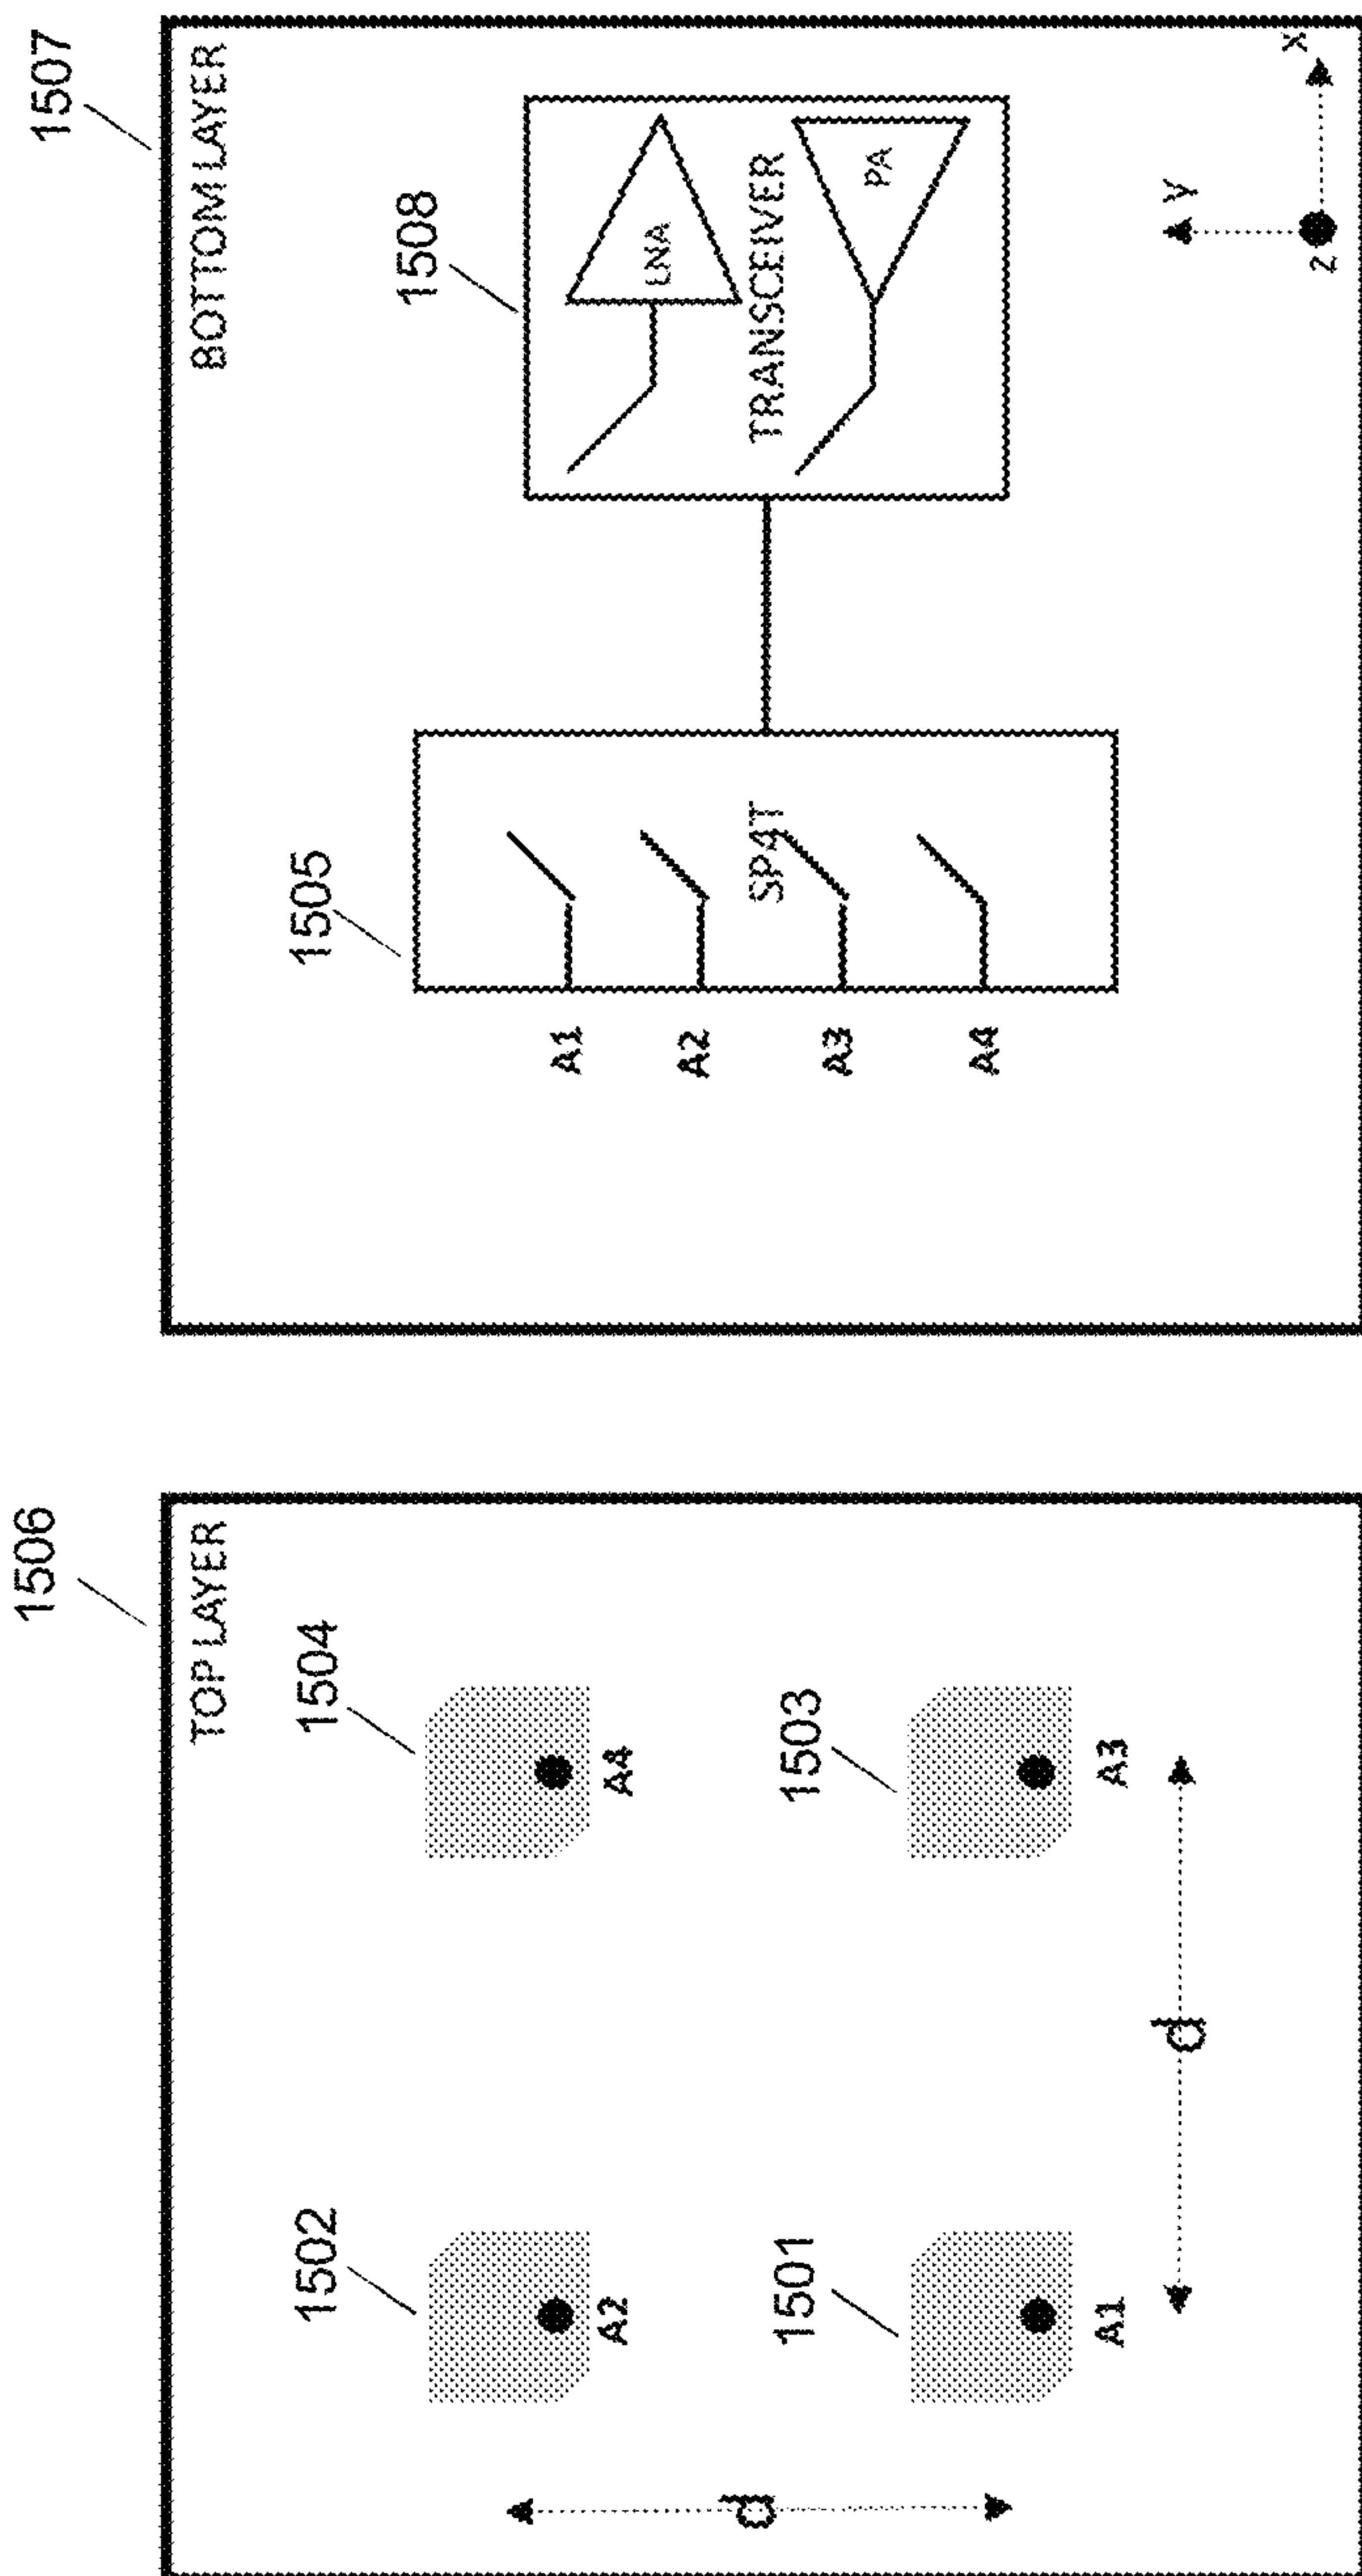 1506
TOP LAYER
1502
1504
A2
A4
d
1501
1503
A1
A3
d
1507
BOTTOM LAYER
1505
1508
A1
A2
A3
A4
SP4T
LNA
TRANSCEIVER
PA
y
z
x